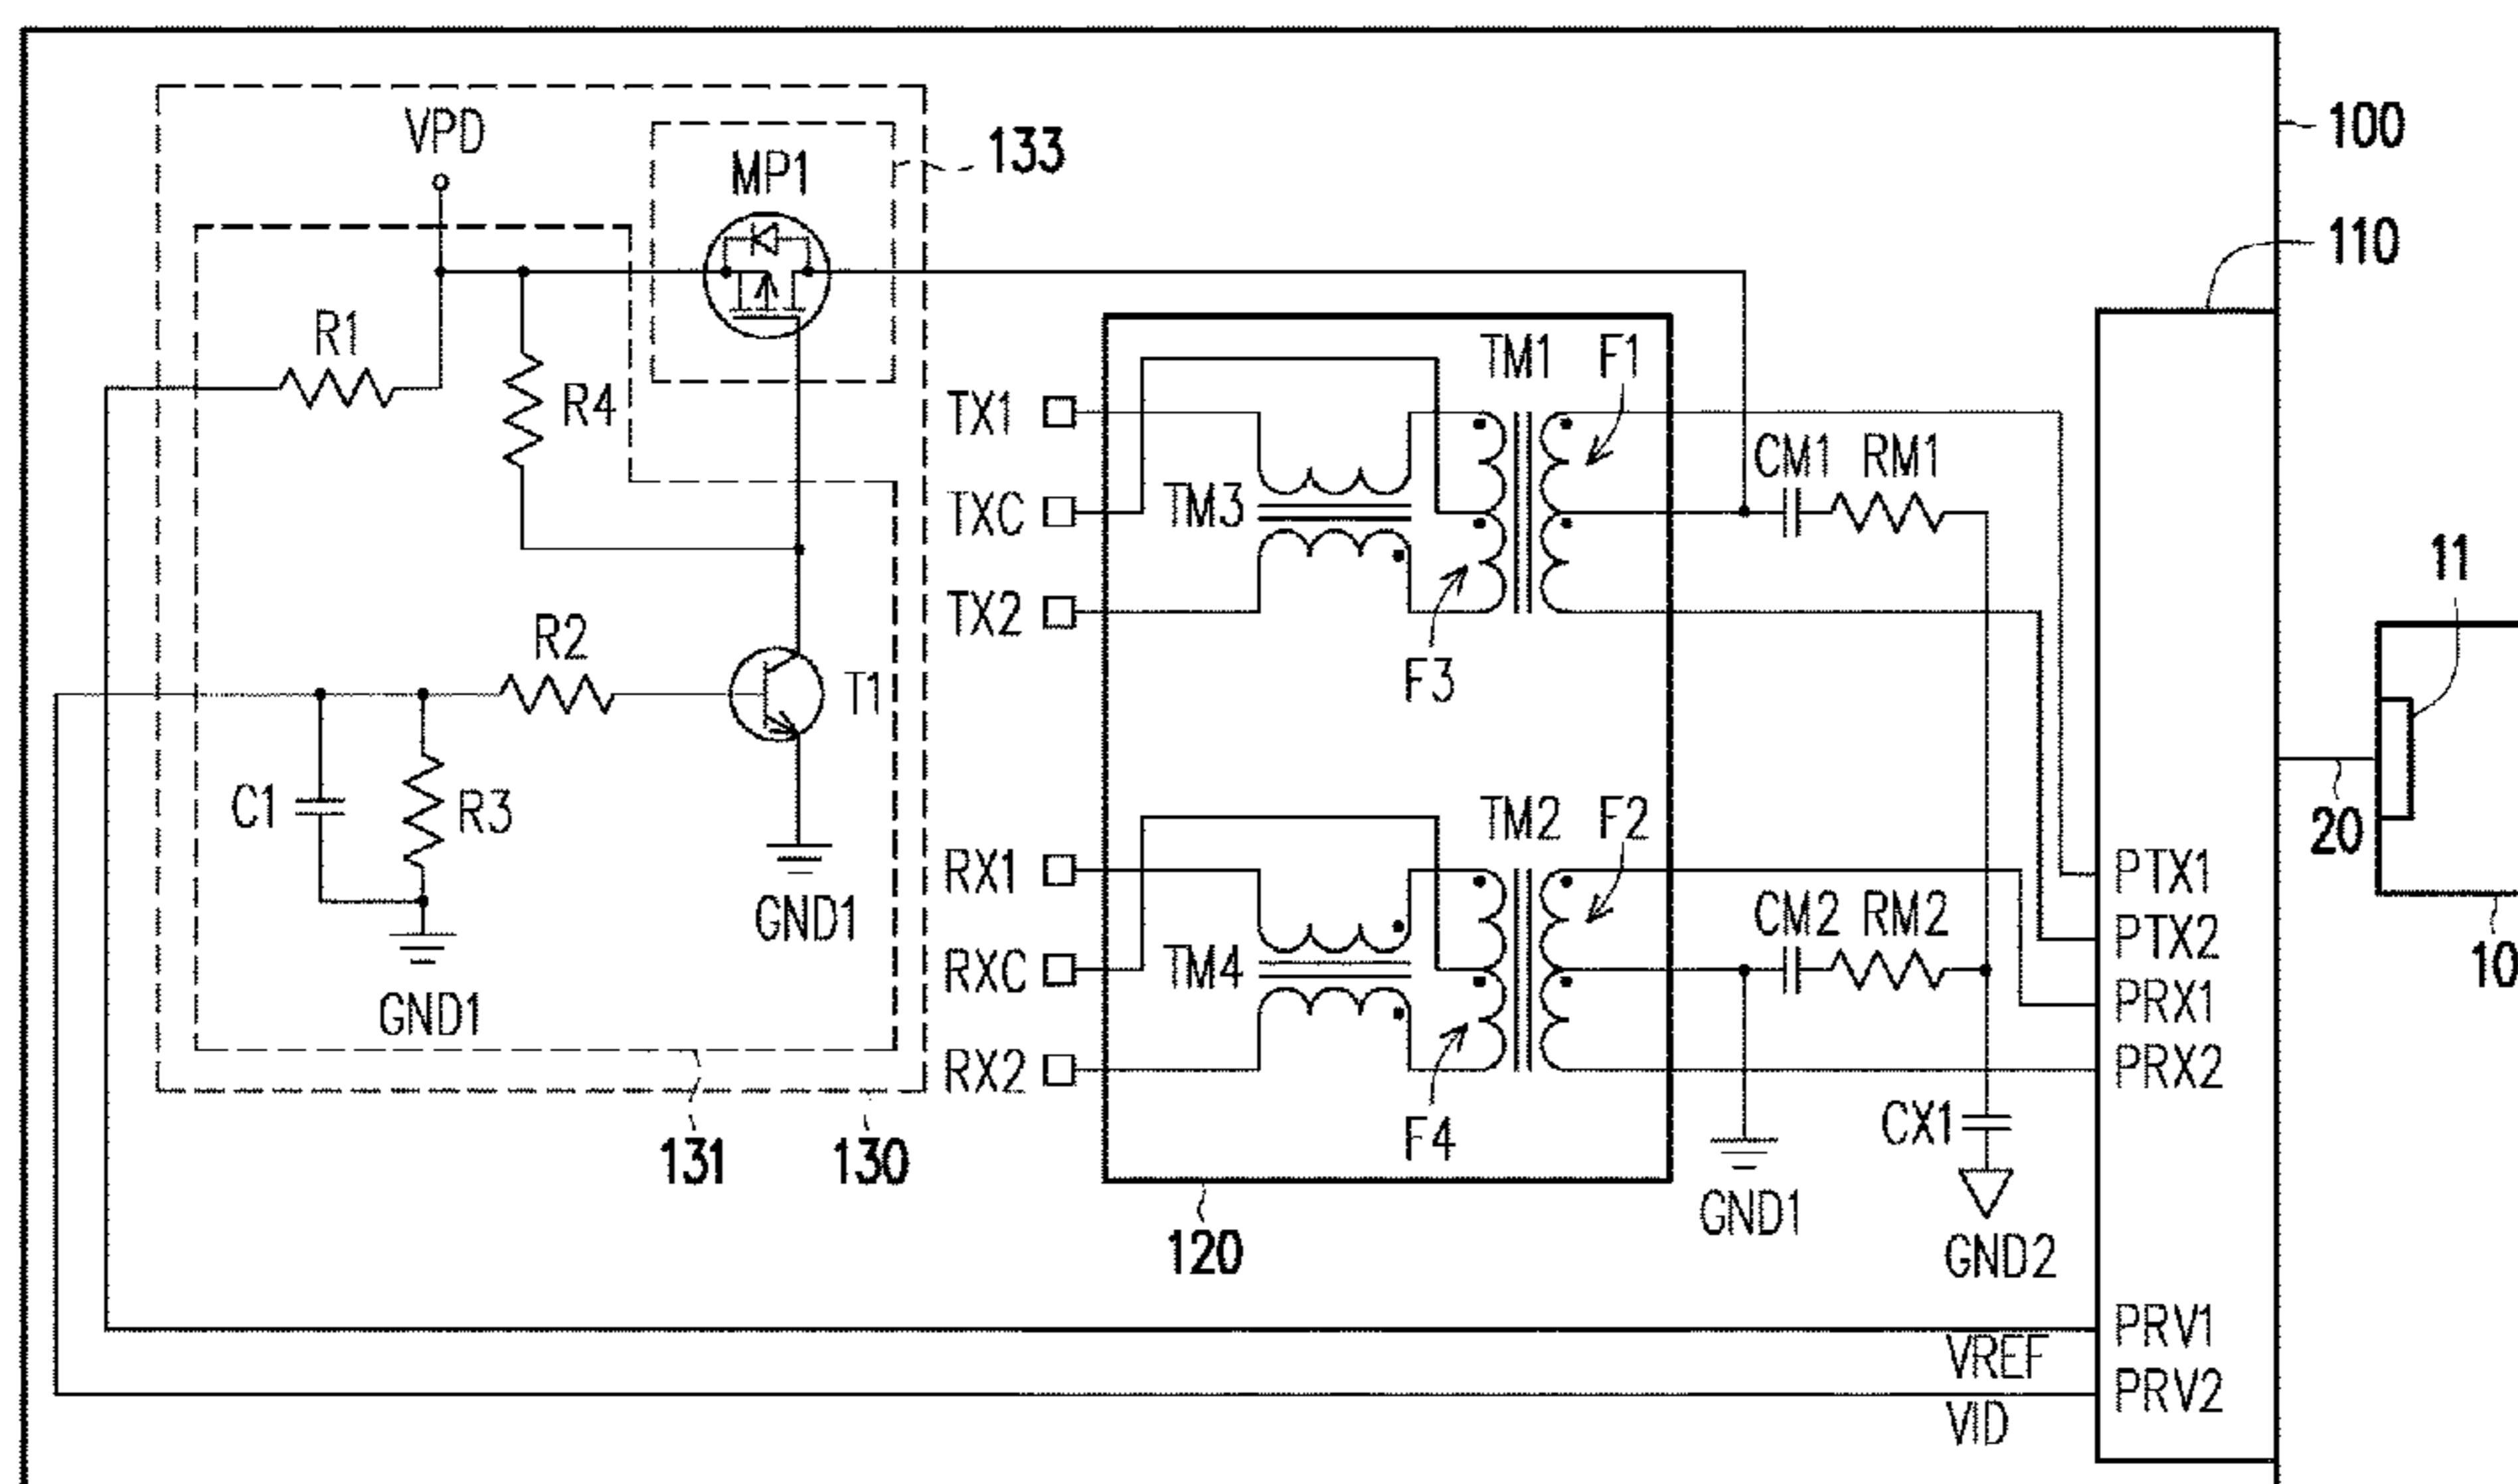 VPD
133
MP1
100
110
R1
R4
TX1
TXC
TX2
TM3
TM1
F1
F3
CM1
RM1
11
R2
T1
C1
R3
GND1
GND1
RX1
RXC
RX2
TM4
TM2
F2
F4
CM2
RM2
20
10
PTX1
PTX2
PRX1
PRX2
CX1
131
130
120
GND1
GND2
PRV1
VREF
PRV2
VID